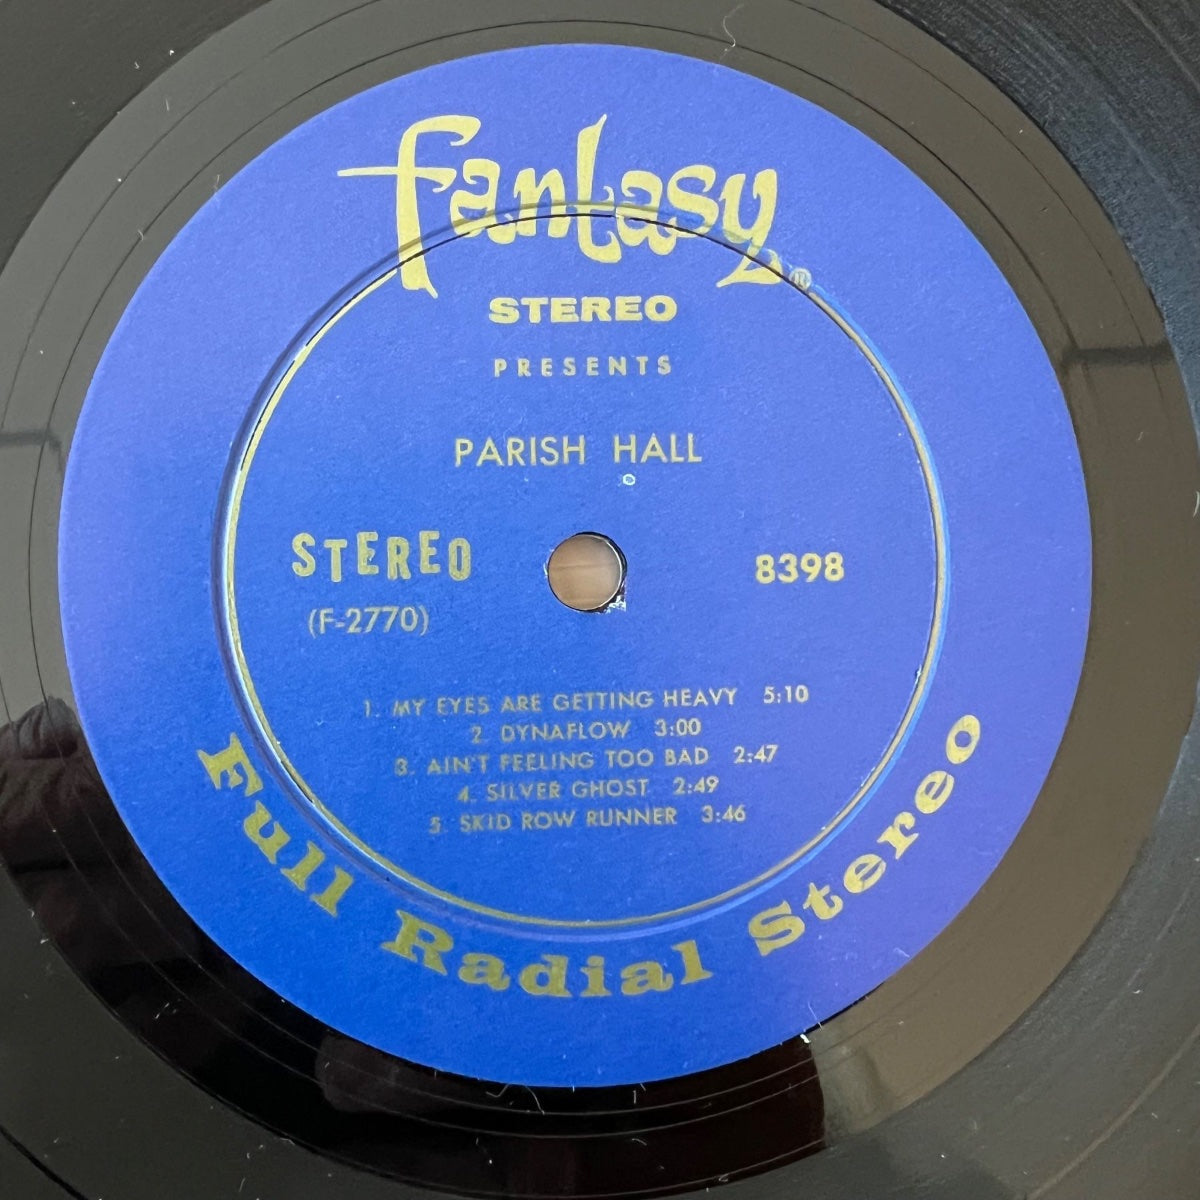 fantasy®
STEREO
PRESENTS
PARISH HALL
STEREO
8398
(F-2770)
1. MY EYES ARE GETTING HEAVY 5:10
2. DYNAFLOW 3:00
3. AIN'T FEELING TOO BAD 2:47
4. SILVER GHOST 2:49
5. SKID ROW RUNNER 3:46
Full Radial Stereo